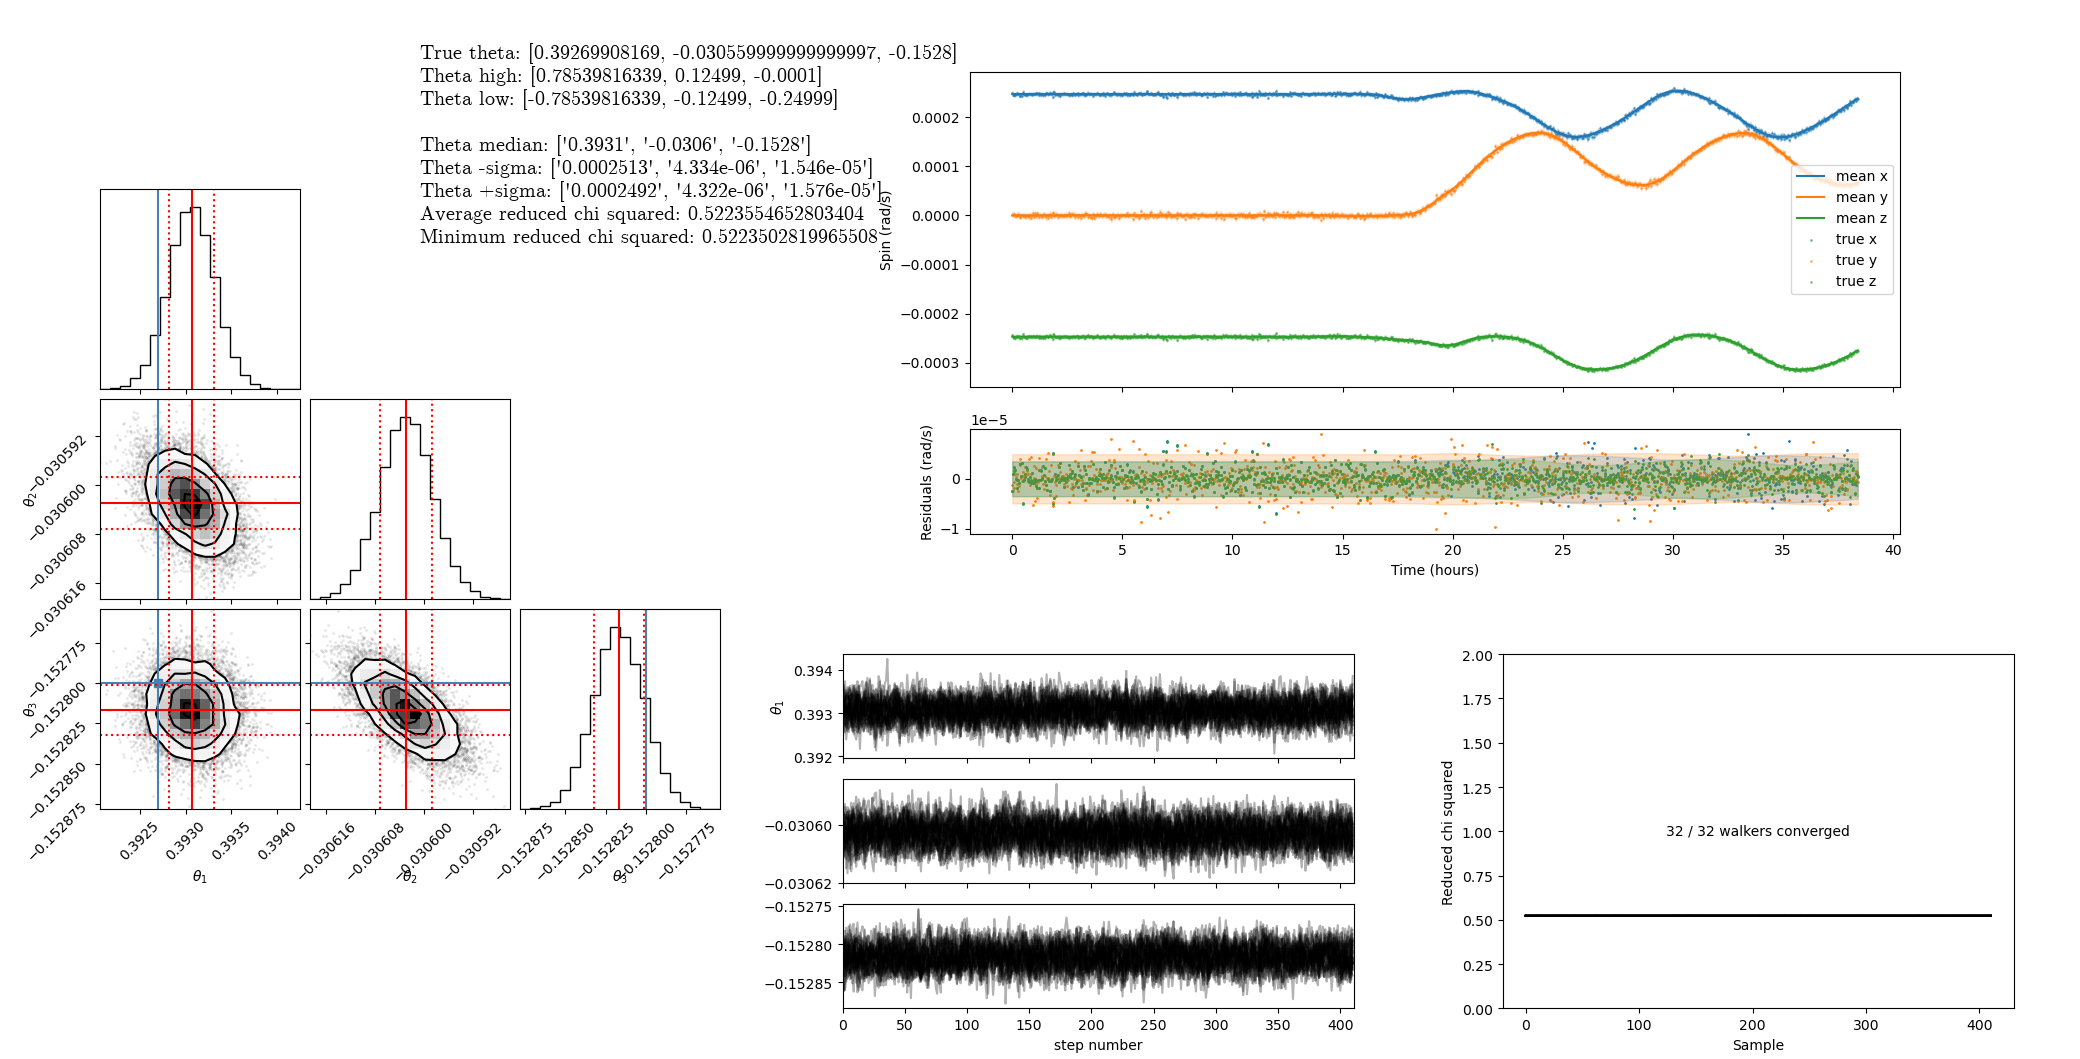 True theta: [0.39269908169, -0.030559999999999997, -0.1528]
Theta high: [0.78539816339, 0.12499, -0.0001]
Theta low: [-0.78539816339, -0.12499, -0.24999]
Theta median: ['0.3931', '-0.0306', '-0.1528']
Theta -sigma: ['0.0002513', '4.334e-06', '1.546e-05']
Theta +sigma: ['0.0002492', '4.322e-06', '1.576e-05']
Average reduced chi squared: 0.5223554652803404
Minimum reduced chi squared: 0.5223502819965508
θ2
−0.030592
−0.030600
−0.030608
−0.030616
θ3
−0.152775
−0.152800
−0.152825
−0.152850
−0.152875
0.3925
0.3930
0.3935
0.3940
θ1
−0.030616
−0.030608
−0.030600
−0.030592
θ2
−0.152875
−0.152850
−0.152825
−0.152800
−0.152775
θ3
Spin (rad/s)
0.0002
0.0001
0.0000
−0.0001
−0.0002
−0.0003
mean x
mean y
mean z
true x
true y
true z
1e−5
Residuals (rad/s)
0
−1
0 5 10 15 20 25 30 35 40
Time (hours)
θ1
0.394
0.393
0.392
−0.03060
−0.03062
−0.15275
−0.15280
−0.15285
0 50 100 150 200 250 300 350 400
step number
Reduced chi squared
2.00
1.75
1.50
1.25
1.00
0.75
0.50
0.25
0.00
32 / 32 walkers converged
0 100 200 300 400
Sample